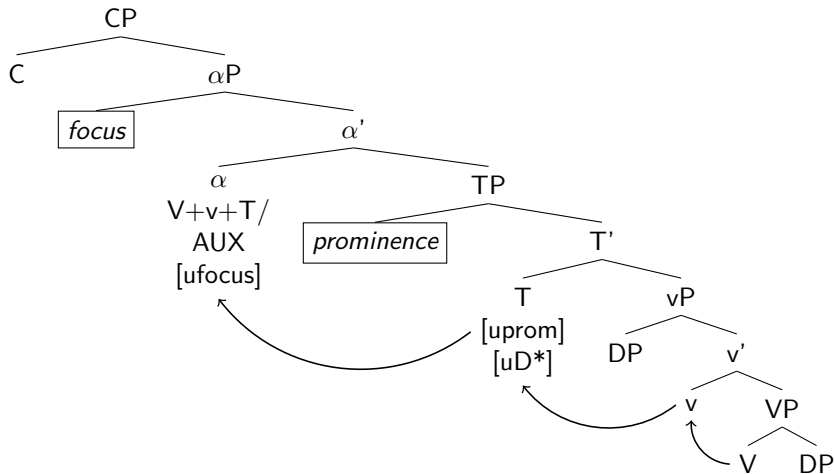 CP
C
αP
focus
α'
α
TP
V+v+T/
AUX
prominence
T'
[ufocus]
T
vP
[uprom]
DP
v'
[uD*]
v
VP
V
DP